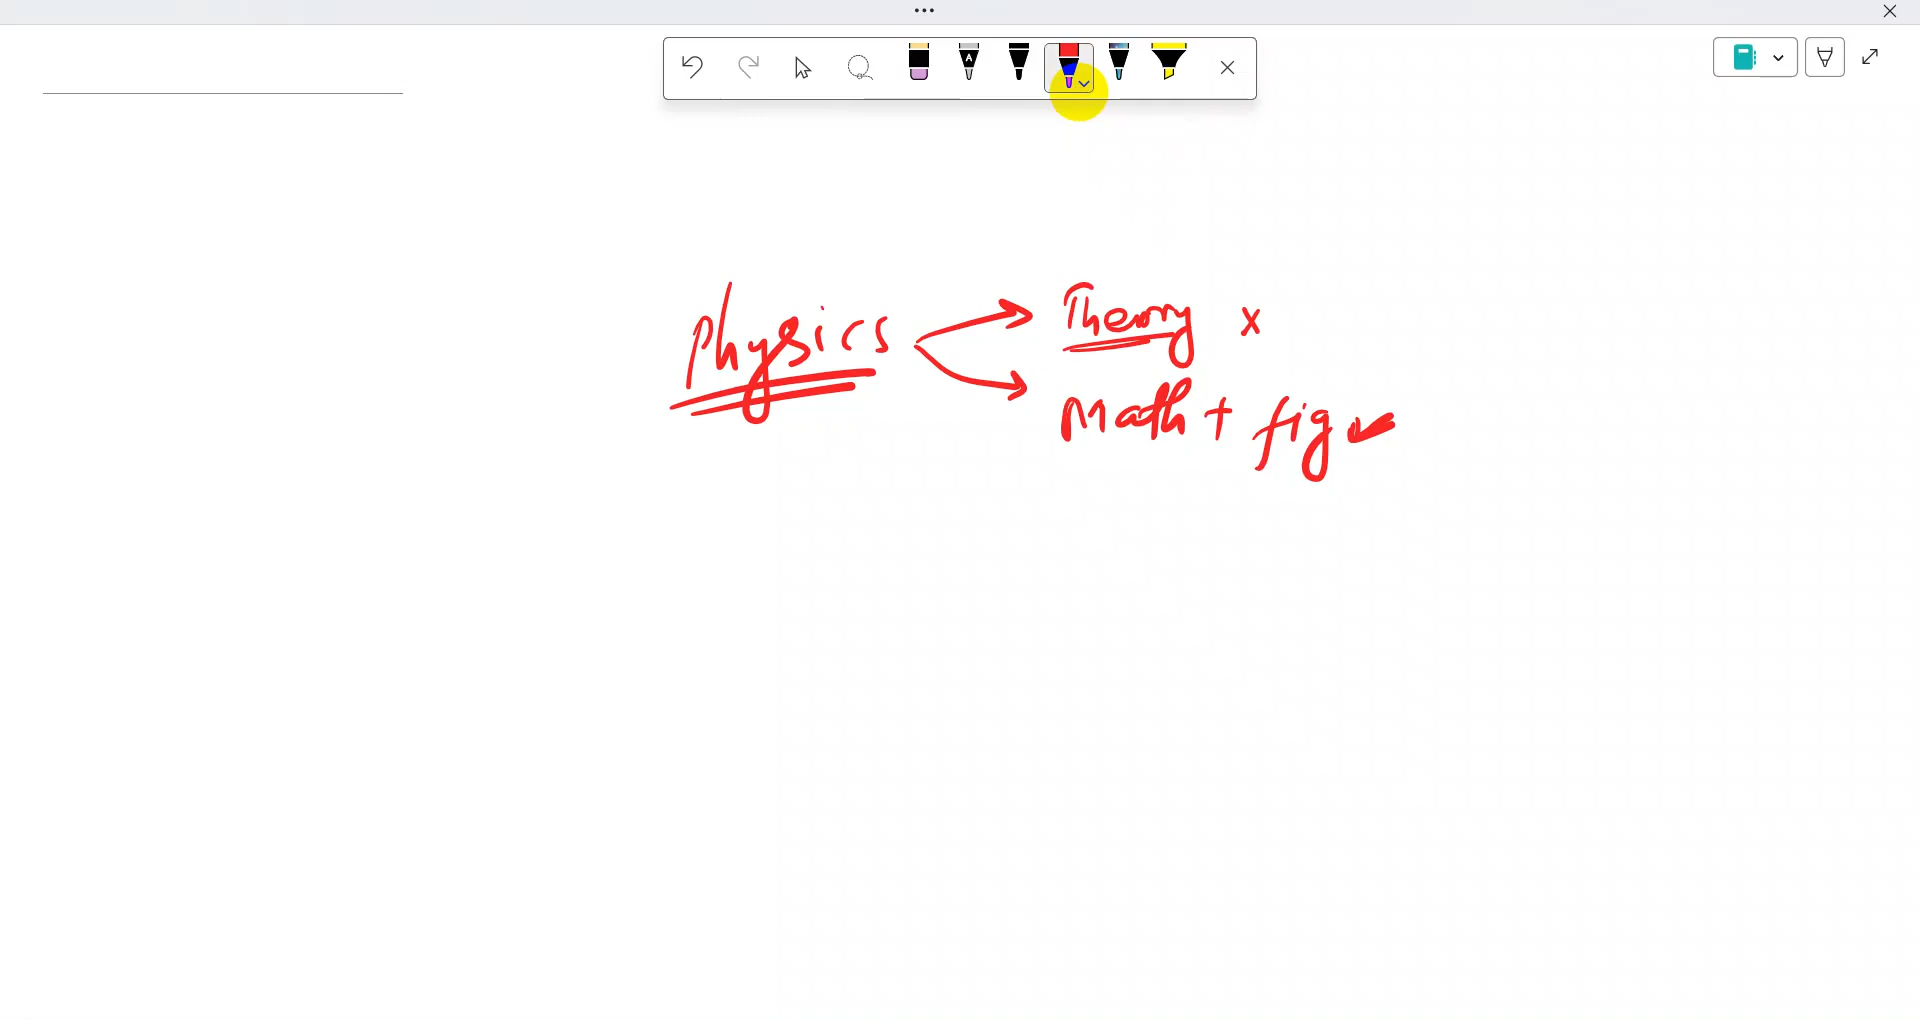 Physics
Theory x
Math + fig ✔